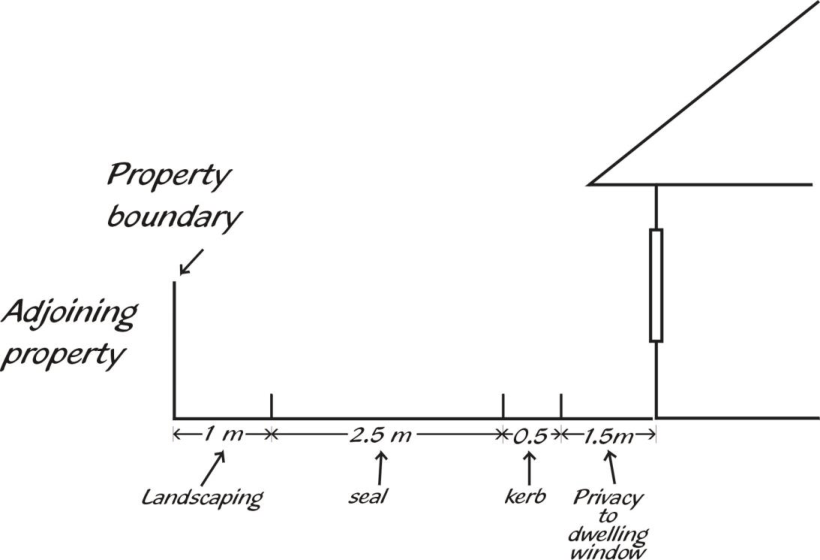 Property
boundary
Adjoining
property
1 m
2.5 m
0.5
1.5m
Landscaping
seal
kerb
Privacy
to
dwelling
window